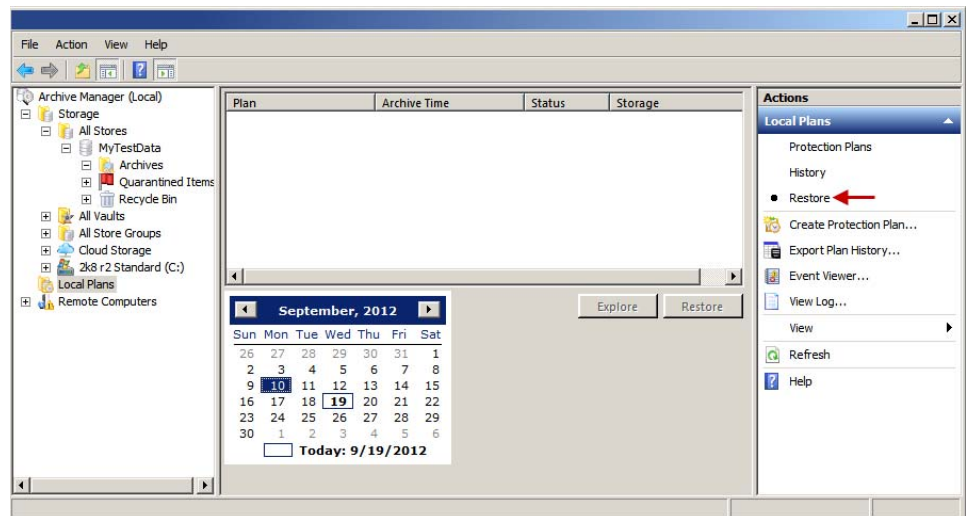 File Action View Help
Archive Manager (Local)
Storage
All Stores
MyTestData
Archives
Quarantined Items
Recycle Bin
All Vaults
All Store Groups
Cloud Storage
2k8 r2 Standard (C:)
Local Plans
Remote Computers
Plan Archive Time Status Storage
September, 2012
Sun Mon Tue Wed Thu Fri Sat
26 27 28 29 30 31 1
2 3 4 5 6 7 8
9 10 11 12 13 14 15
16 17 18 19 20 21 22
23 24 25 26 27 28 29
30 1 2 3 4 5 6
Today: 9/19/2012
Explore Restore
Actions
Local Plans
Protection Plans
History
Restore
Create Protection Plan...
Export Plan History...
Event Viewer...
View Log...
View
Refresh
Help